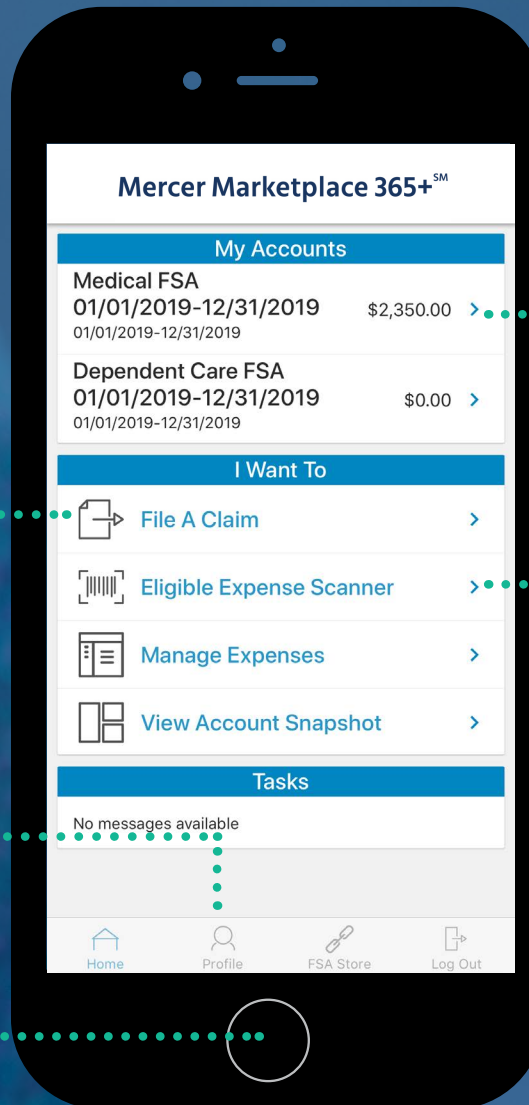 Mercer Marketplace 365+℠
My Accounts
Medical FSA
01/01/2019-12/31/2019 $2,350.00
01/01/2019-12/31/2019
Dependent Care FSA
01/01/2019-12/31/2019 $0.00
01/01/2019-12/31/2019
I Want To
File A Claim
Eligible Expense Scanner
Manage Expenses
View Account Snapshot
Tasks
No messages available
Home Profile FSA Store Log Out